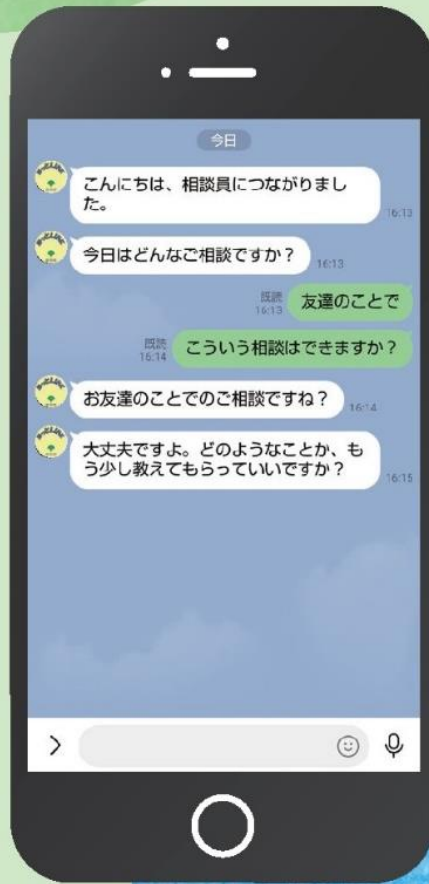 今日
こんにちは、相談員につながりまし
た。
16:13
今日はどんなご相談ですか？
16:13
既読
16:13
友達のことで
既読
16:14
こういう相談はできますか？
お友達のことでのご相談ですね？
16:14
大丈夫ですよ。どのようなことか、も
う少し教えてもらっていいですか？
16:15